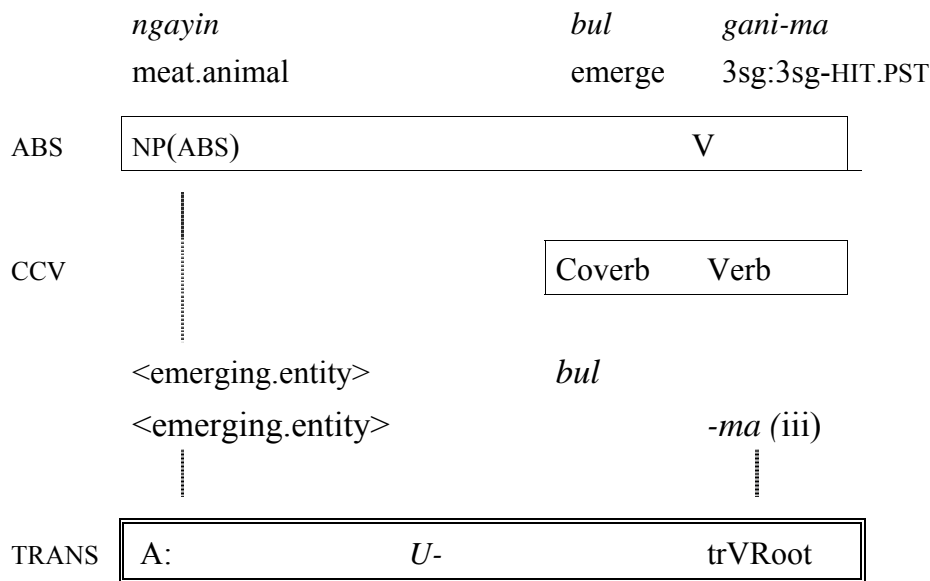 ngayin bul gani-ma
meat.animal emerge 3sg:3sg-HIT.PST
ABS NP(ABS) V
CCV Coverb Verb
<emerging.entity> bul
<emerging.entity> -ma (iii)
TRANS A: U- trVRoot